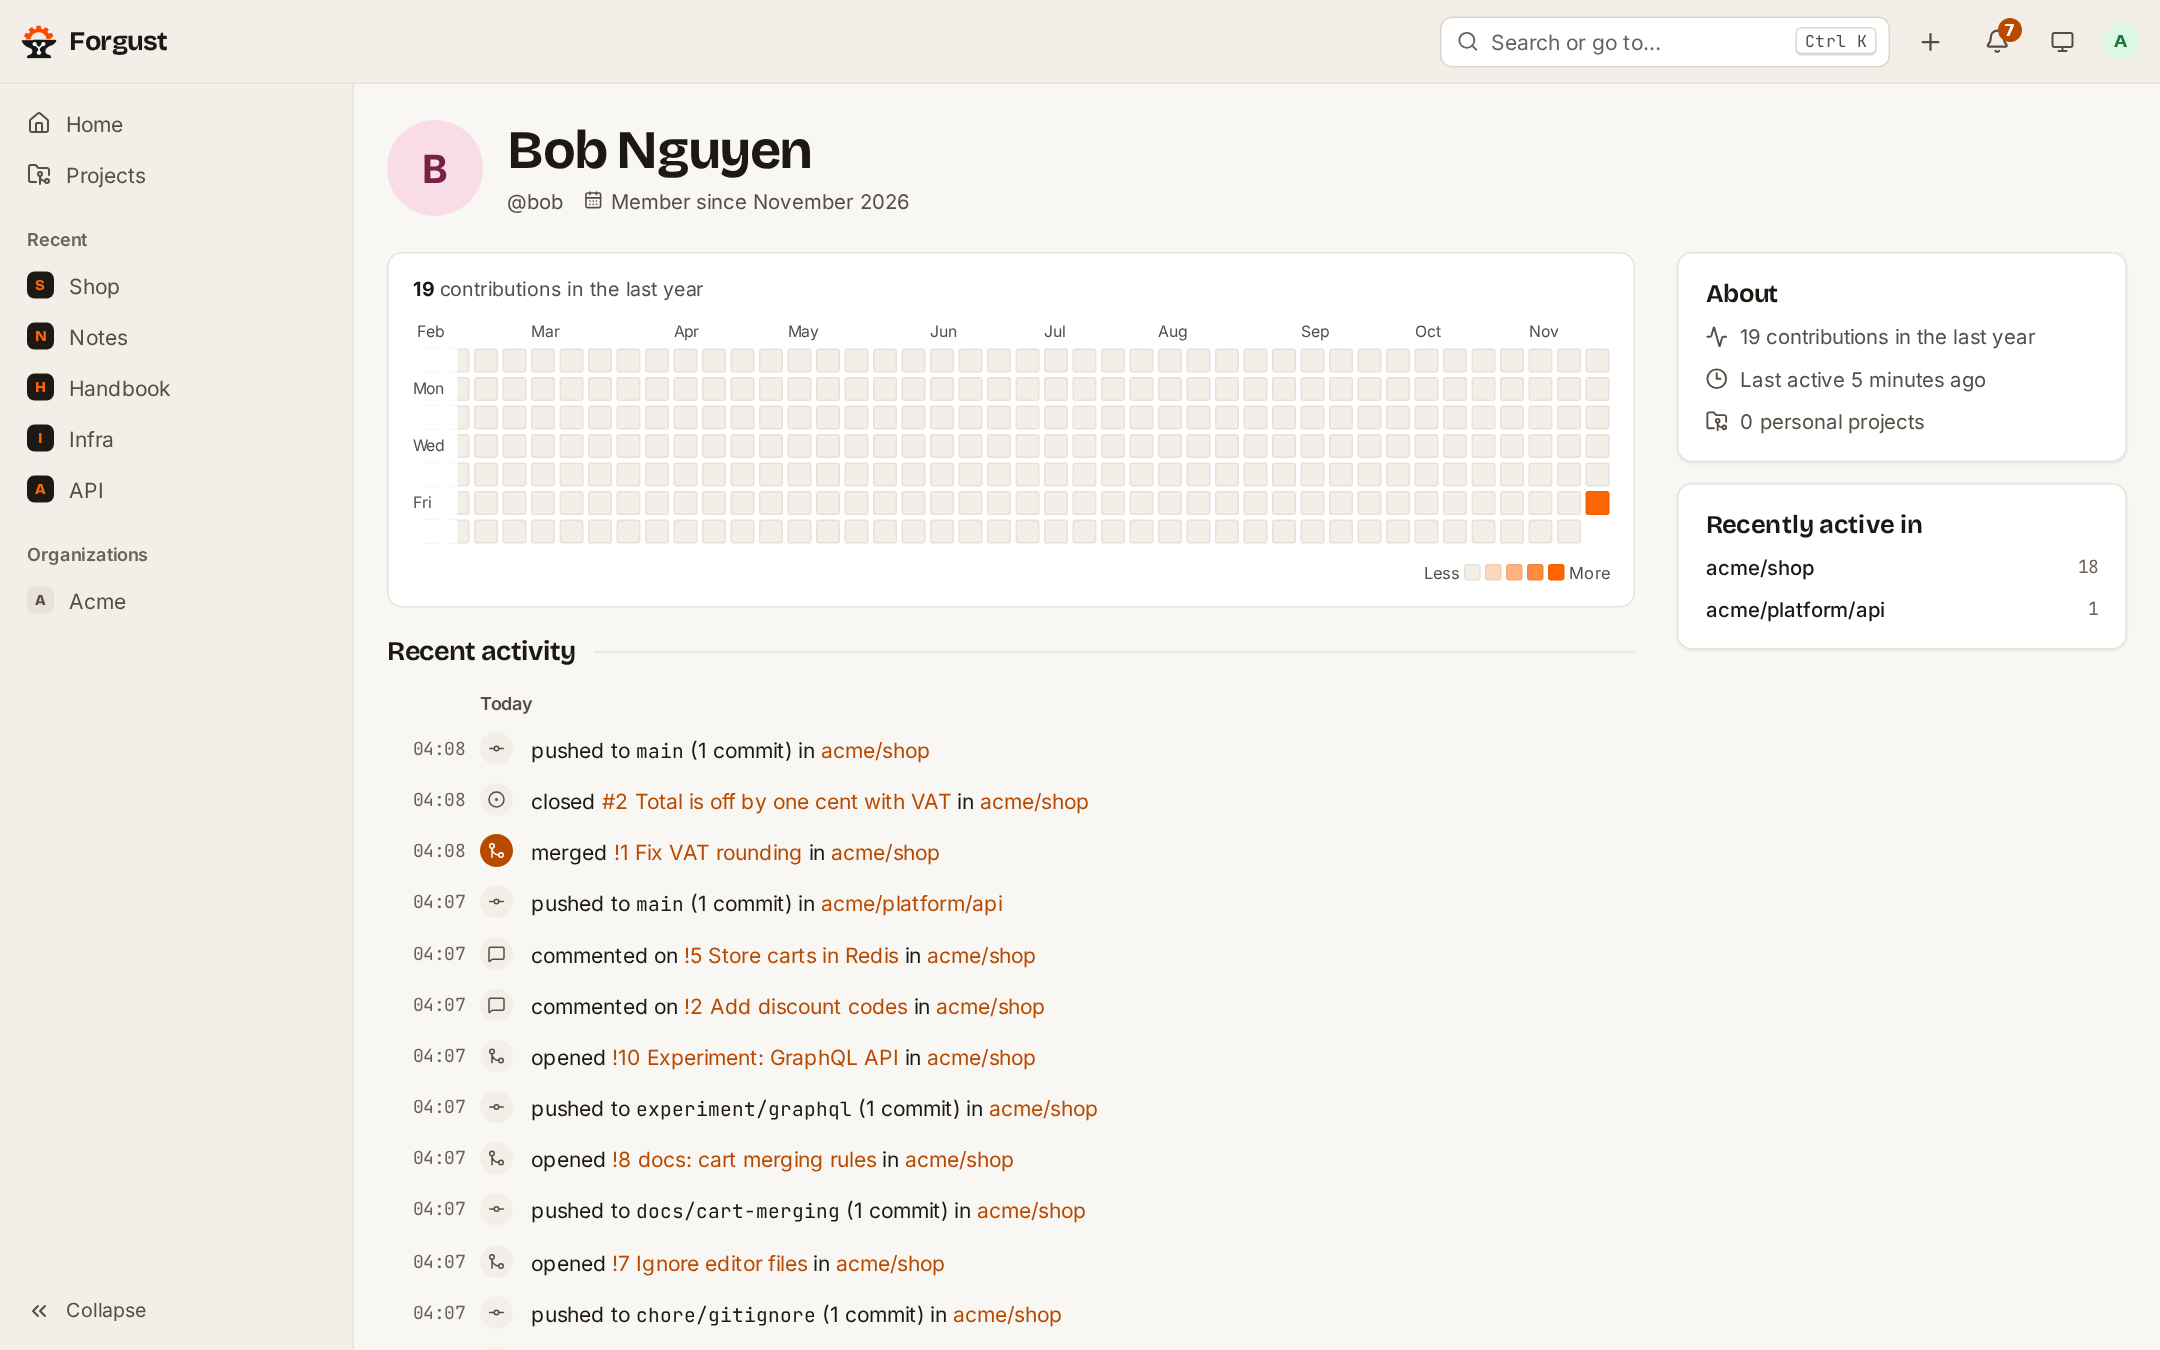 Forgust
Search or go to...
Ctrl K
7
A
Home
Projects
Recent
S Shop
N Notes
H Handbook
I Infra
A API
Organizations
A Acme
Collapse
B
Bob Nguyen
@bob Member since November 2026
19 contributions in the last year
Feb Mar Apr May Jun Jul Aug Sep Oct Nov
Mon
Wed
Fri
Less More
Recent activity
Today
04:08 pushed to main (1 commit) in acme/shop
04:08 closed #2 Total is off by one cent with VAT in acme/shop
04:08 merged !1 Fix VAT rounding in acme/shop
04:07 pushed to main (1 commit) in acme/platform/api
04:07 commented on !5 Store carts in Redis in acme/shop
04:07 commented on !2 Add discount codes in acme/shop
04:07 opened !10 Experiment: GraphQL API in acme/shop
04:07 pushed to experiment/graphql (1 commit) in acme/shop
04:07 opened !8 docs: cart merging rules in acme/shop
04:07 pushed to docs/cart-merging (1 commit) in acme/shop
04:07 opened !7 Ignore editor files in acme/shop
04:07 pushed to chore/gitignore (1 commit) in acme/shop
About
19 contributions in the last year
Last active 5 minutes ago
0 personal projects
Recently active in
acme/shop 18
acme/platform/api 1